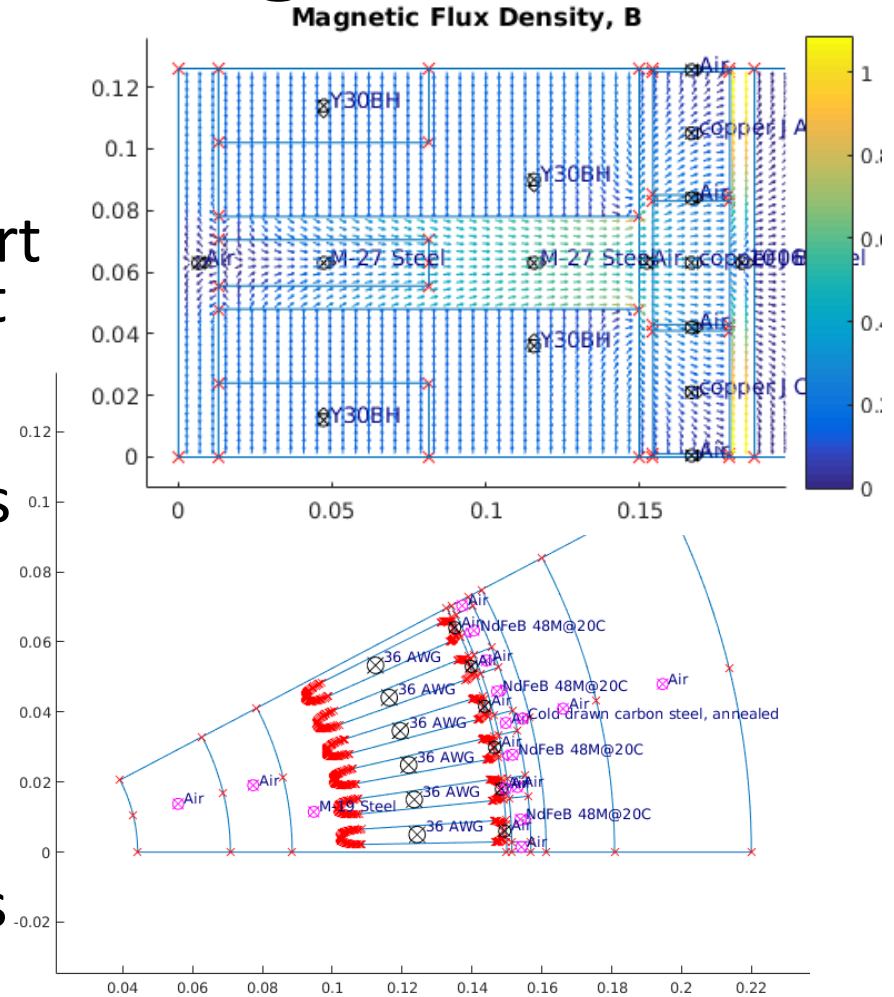 Magnetic Flux Density, B
0.12
0.1
0.08
0.06
0.04
0.02
0
0
0.05
0.1
0.15
1
0.8
0.6
0.4
0.2
0
Air
Y30BH
copper J A
Y30BH
Air
Air
M-27 Steel
M-27 Steel
Air
Y30BH
Air
copper J C
Y30BH
Air
rt
t
s
s
0.12
0.1
0.08
0.06
0.04
0.02
0
-0.02
0.04
0.06
0.08
0.1
0.12
0.14
0.16
0.18
0.2
0.22
Air
Air
NdFeB 48M@20C
36 AWG
Air
Air
Air
36 AWG
NdFeB 48M@20C
Air
Air
Air
Cold drawn carbon steel, annealed
36 AWG
Air
NdFeB 48M@20C
36 AWG
Air
Air
Air
36 AWG
M-19 Steel
NdFeB 48M@20C
36 AWG
Air
Air